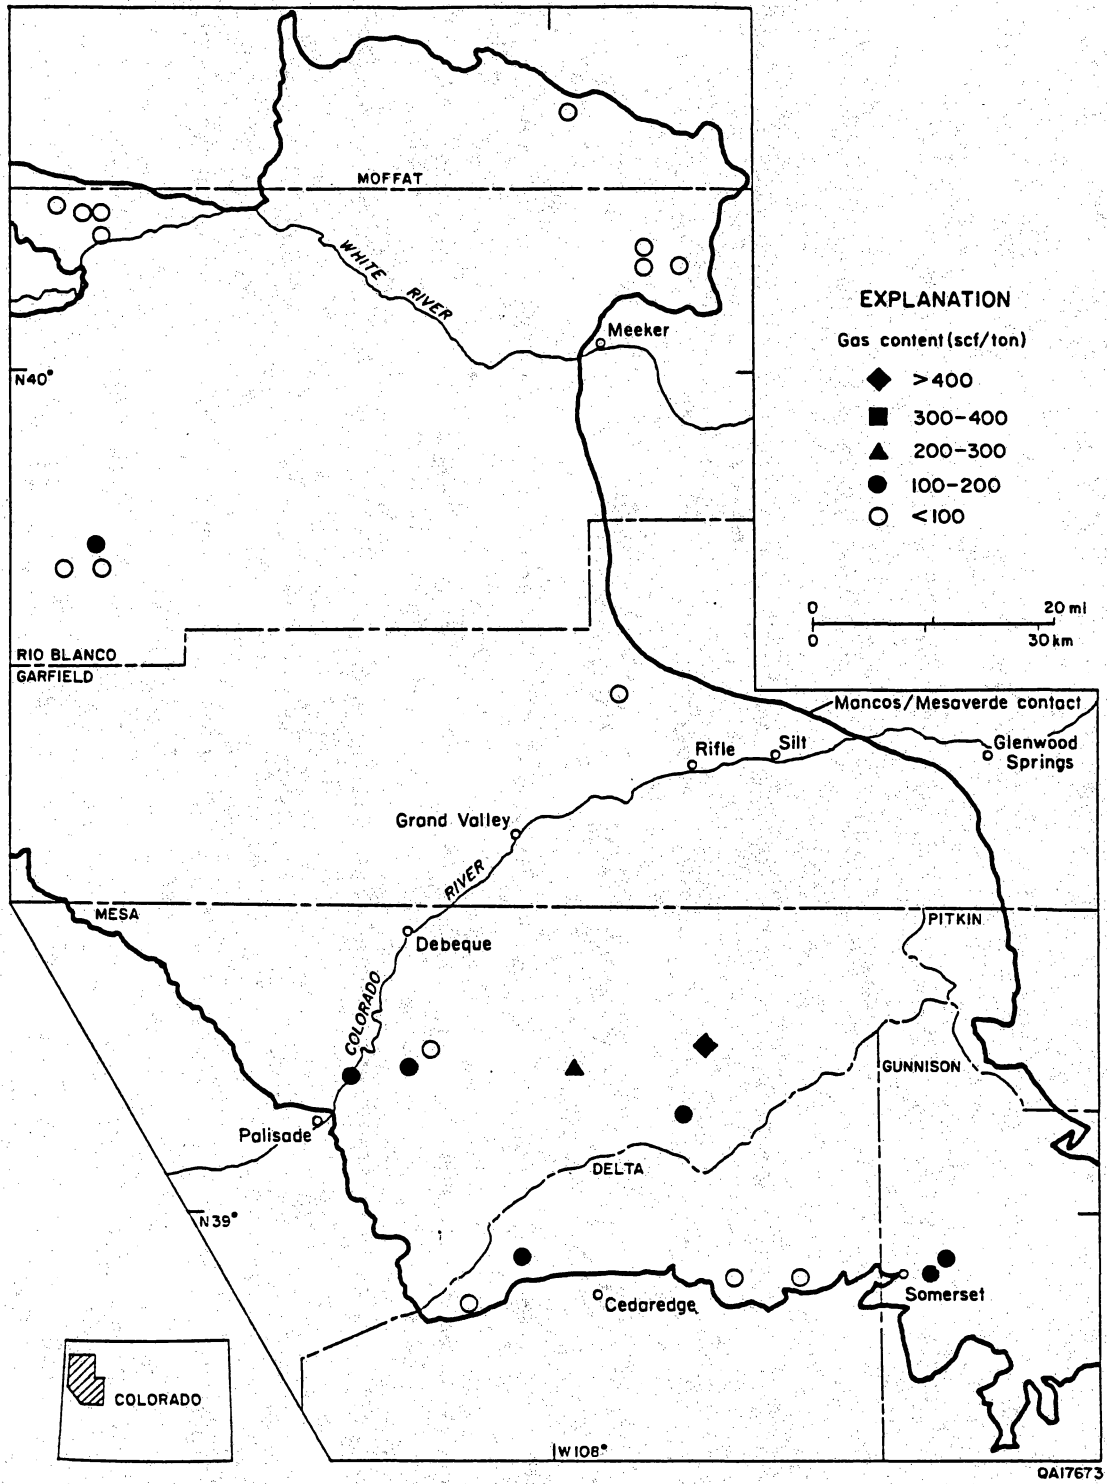 MOFFAT
WHITE RIVER
Meeker
N40°
EXPLANATION
Gas content (scf/ton)
>400
300-400
200-300
100-200
<100
0 20 mi
0 30 km
RIO BLANCO
GARFIELD
Mancos/Mesaverde contact
Rifle
Silt
Glenwood
Springs
Grand Valley
RIVER
MESA
PITKIN
Debeque
COLORADO
GUNNISON
Palisade
DELTA
N39°
Somerset
Cedaredge
COLORADO
W108°
QA17673